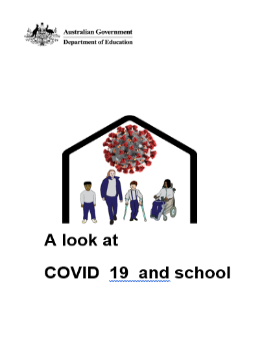 Australian Government
Department of Education
A look at
COVID  19  and school